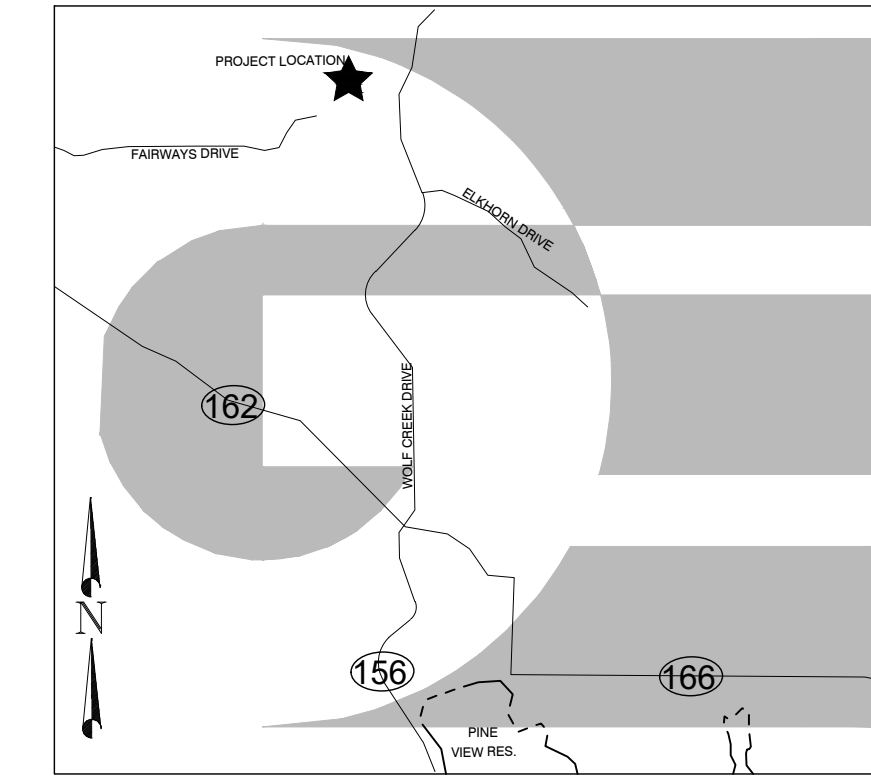 PROJECT LOCATION
FAIRWAYS DRIVE
ELKHORN DRIVE
WOLF CREEK DRIVE
162
N
156
166
PINE
VIEW RES.